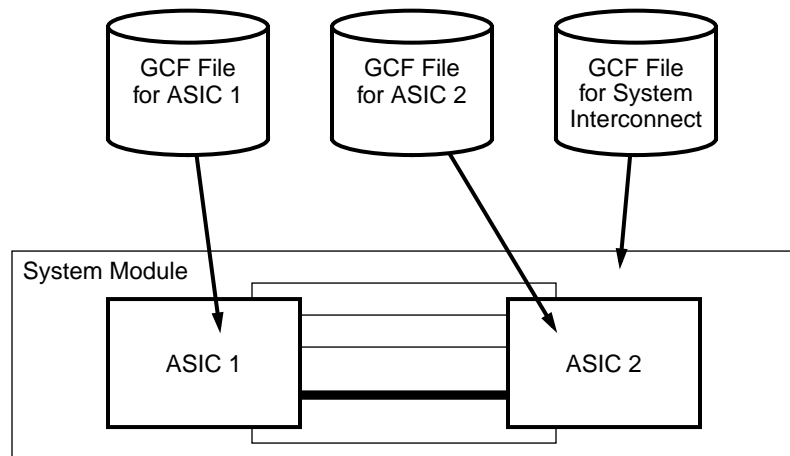 GCF File
for ASIC 1
GCF File
for ASIC 2
GCF File
for System
Interconnect
System Module
ASIC 1
ASIC 2